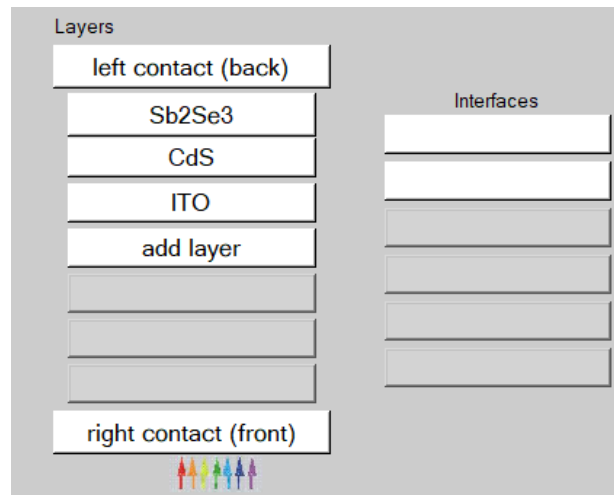 Layers
left contact (back)
Sb2Se3
CdS
ITO
add layer
right contact (front)
Interfaces